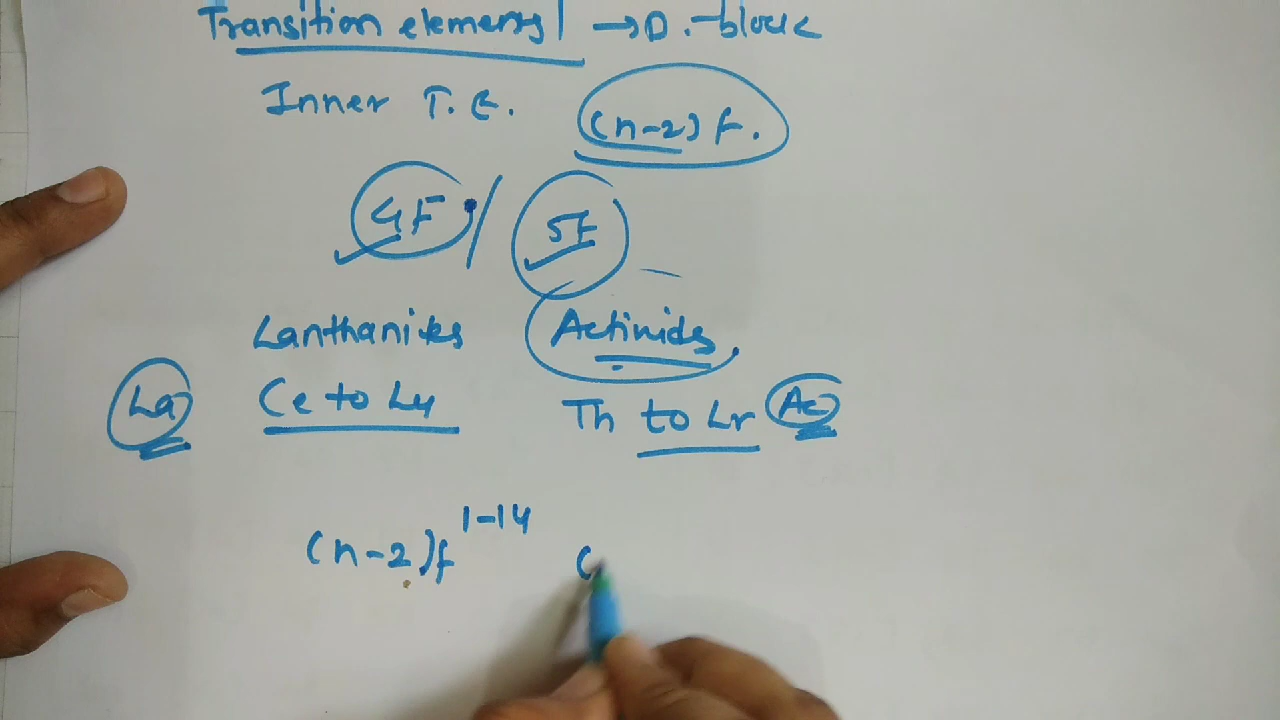 Transition elements | → D.-block
Inner T.E. (n-2) f.
4F / 5F
Lanthanides Actinids.
La Ce to Lu Th to Lr Ac
(n-2)f 1-14 (